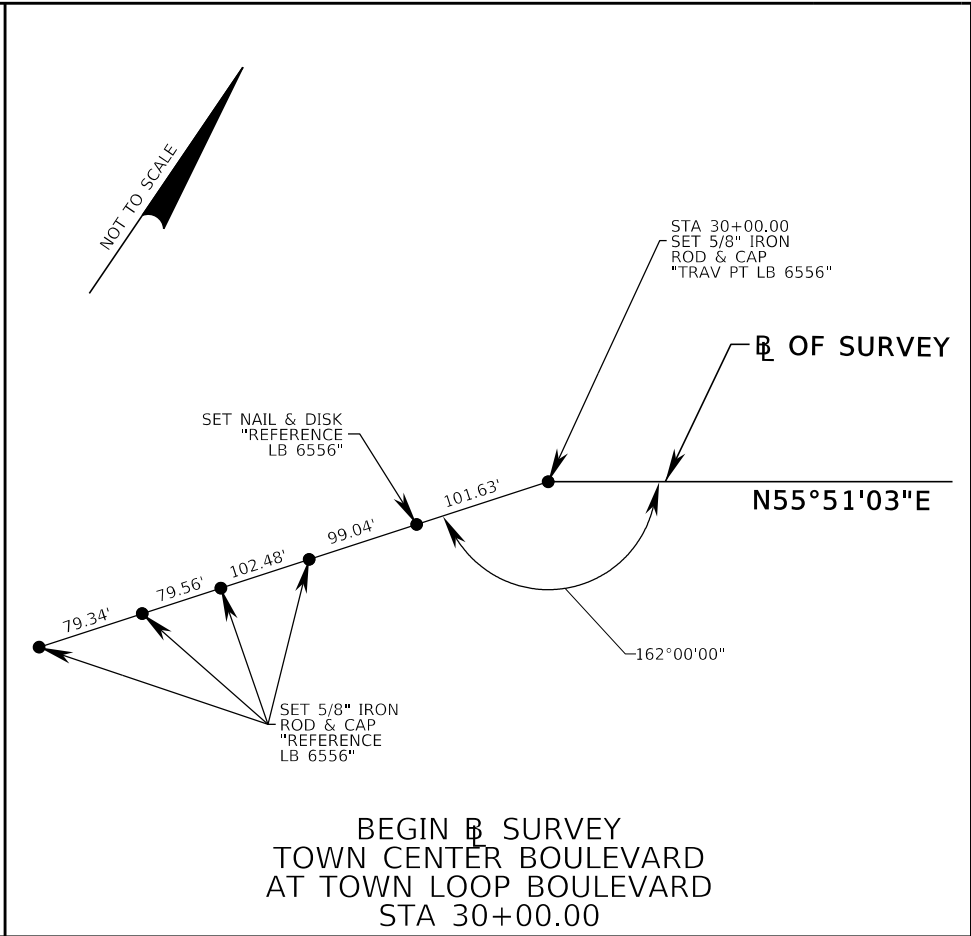 NOT TO SCALE
STA 30+00.00
SET 5/8" IRON
ROD & CAP
"TRAV PT LB 6556"
℄ OF SURVEY
SET NAIL & DISK
"REFERENCE
LB 6556"
101.63'
N55°51'03"E
99.04'
102.48'
79.56'
79.34'
162°00'00"
SET 5/8" IRON
ROD & CAP
"REFERENCE
LB 6556"
BEGIN BL SURVEY
TOWN CENTER BOULEVARD
AT TOWN LOOP BOULEVARD
STA 30+00.00